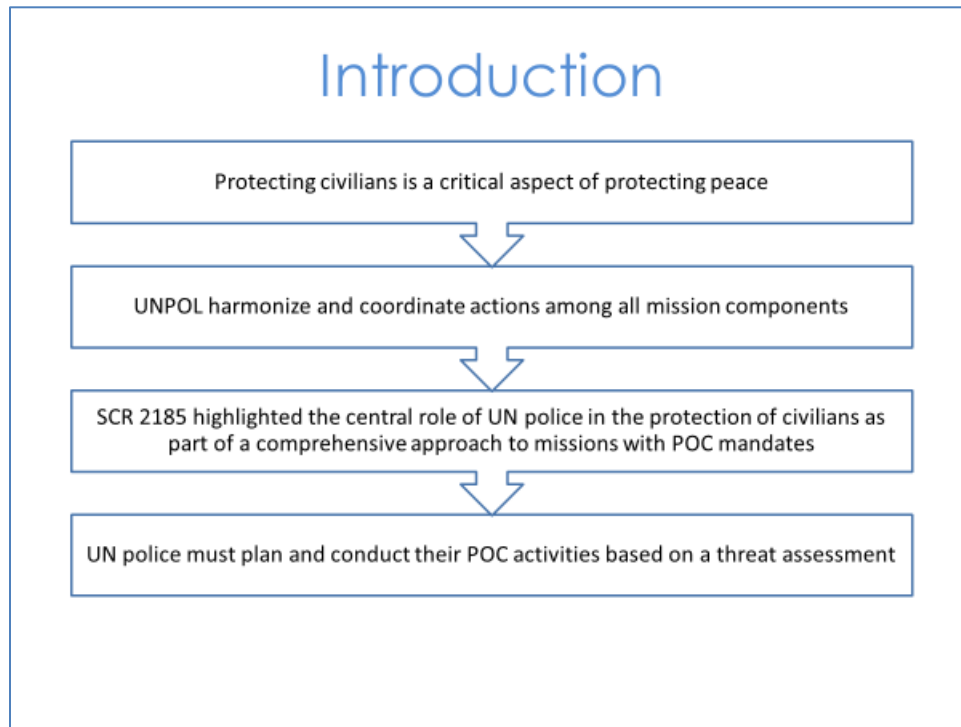 Introduction
Protecting civilians is a critical aspect of protecting peace
UNPOL harmonize and coordinate actions among all mission components
SCR 2185 highlighted the central role of UN police in the protection of civilians as
part of a comprehensive approach to missions with POC mandates
UN police must plan and conduct their POC activities based on a threat assessment